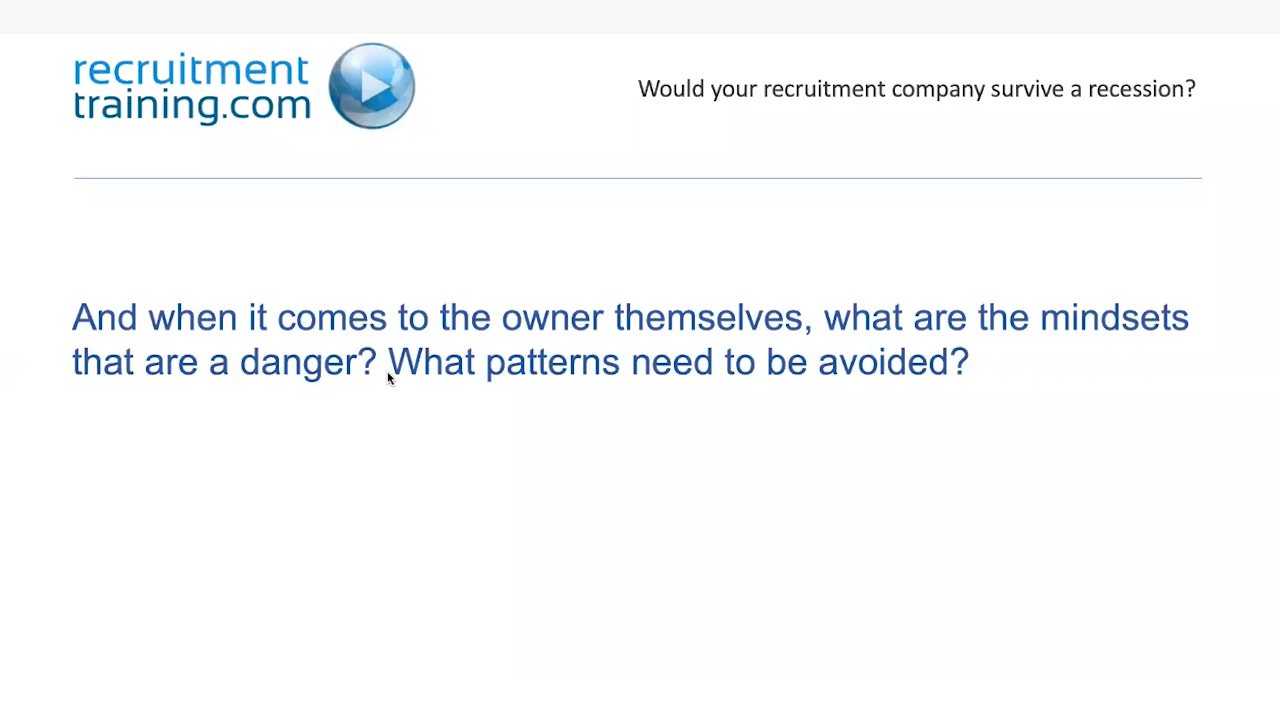 recruitment
training.com
Would your recruitment company survive a recession?
And when it comes to the owner themselves, what are the mindsets
that are a danger? What patterns need to be avoided?